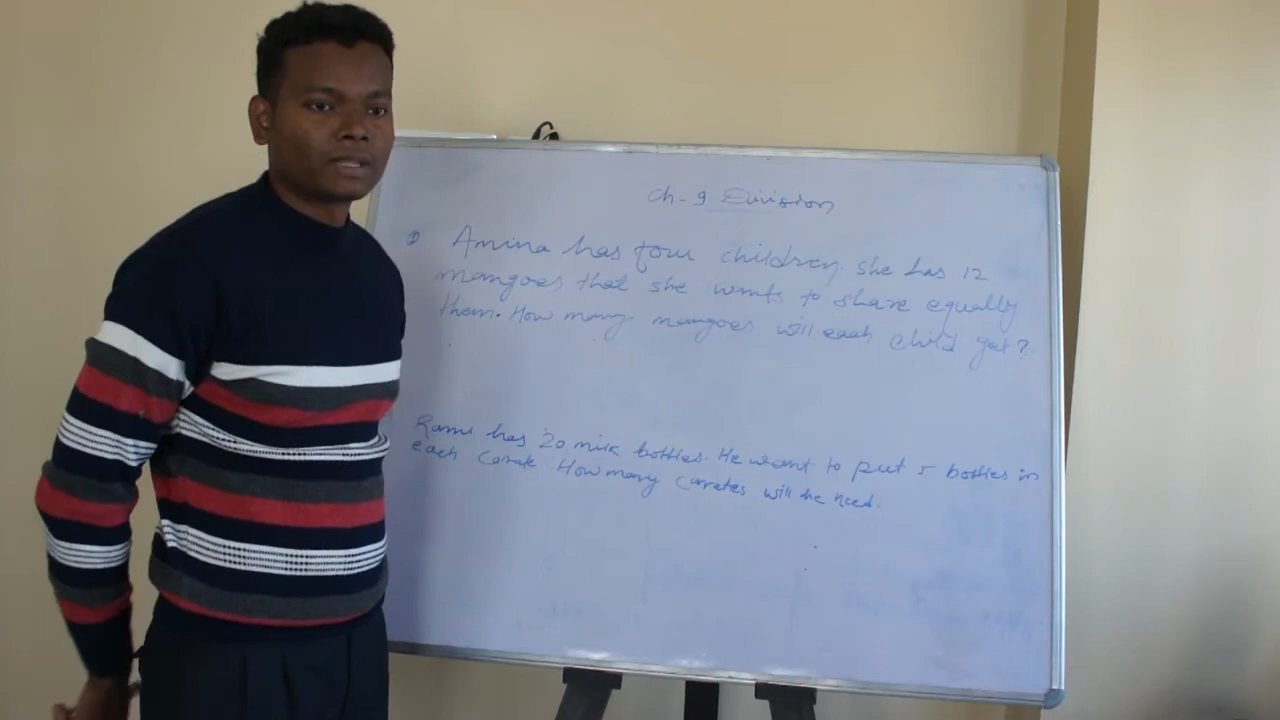 Ch-9 Division
① Amina has four children. she has 12
mangoes that she wants to share equally
them. How many mangoes will each child get?
Ramu has 20 milk bottles. He want to put 5 bottles in
each Carate How many Carates will he need.